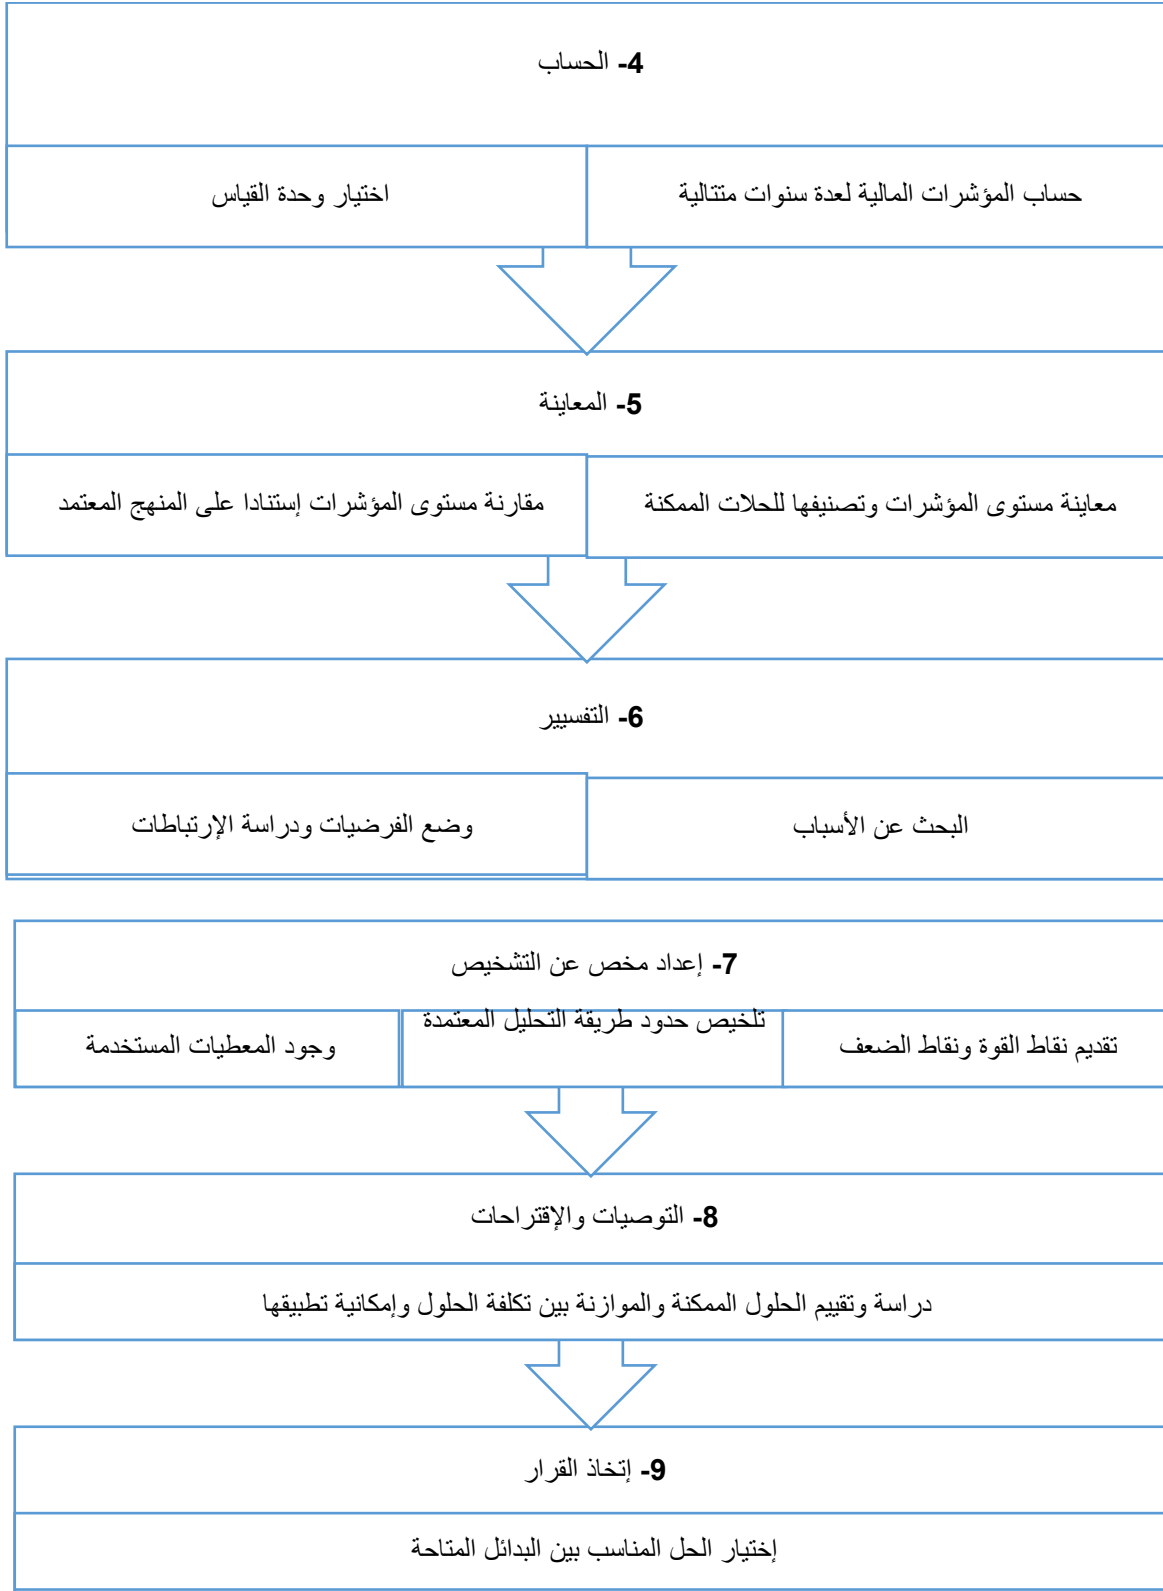 4- الحساب
حساب المؤشرات المالية لعدة سنوات متتالية
اختيار وحدة القياس
5- المعاينة
معاينة مستوى المؤشرات وتصنيفها للحلات الممكنة
مقارنة مستوى المؤشرات إستنادا على المنهج المعتمد
6- التفسيير
البحث عن الأسباب
وضع الفرضيات ودراسة الإرتباطات
7- إعداد مخص عن التشخيص
تقديم نقاط القوة ونقاط الضعف
تلخيص حدود طريقة التحليل المعتمدة
وجود المعطيات المستخدمة
8- التوصيات والإقتراحات
دراسة وتقييم الحلول الممكنة والموازنة بين تكلفة الحلول وإمكانية تطبيقها
9- إتخاذ القرار
إختيار الحل المناسب بين البدائل المتاحة